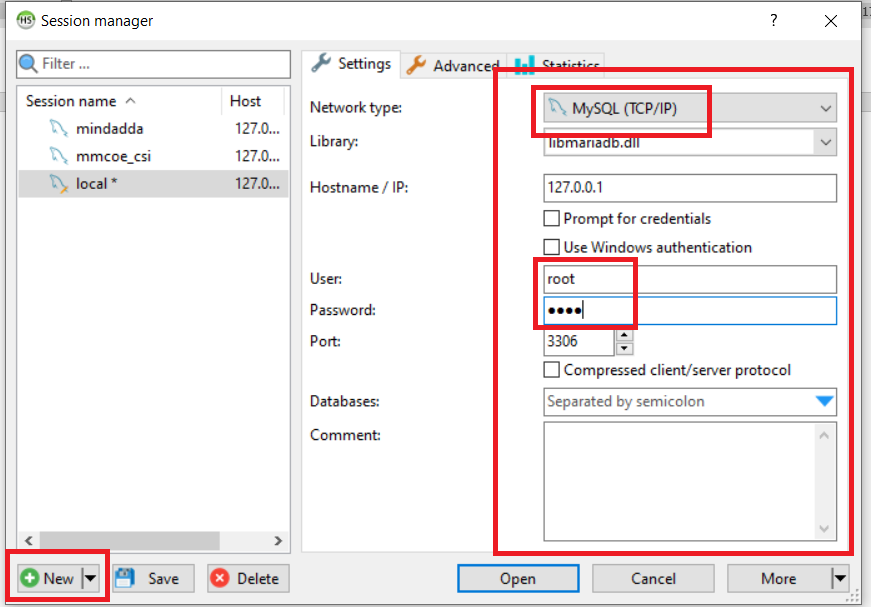 HS Session manager ?
Filter ...
Session name Host
mindadda 127.0...
mmcoe_csi 127.0...
local * 127.0...
Settings Advanced Statistics
Network type: MySQL (TCP/IP)
Library: libmariadb.dll
Hostname / IP: 127.0.0.1
Prompt for credentials
Use Windows authentication
User: root
Password: ●●●●
Port: 3306
Compressed client/server protocol
Databases: Separated by semicolon
Comment:
New Save Delete Open Cancel More